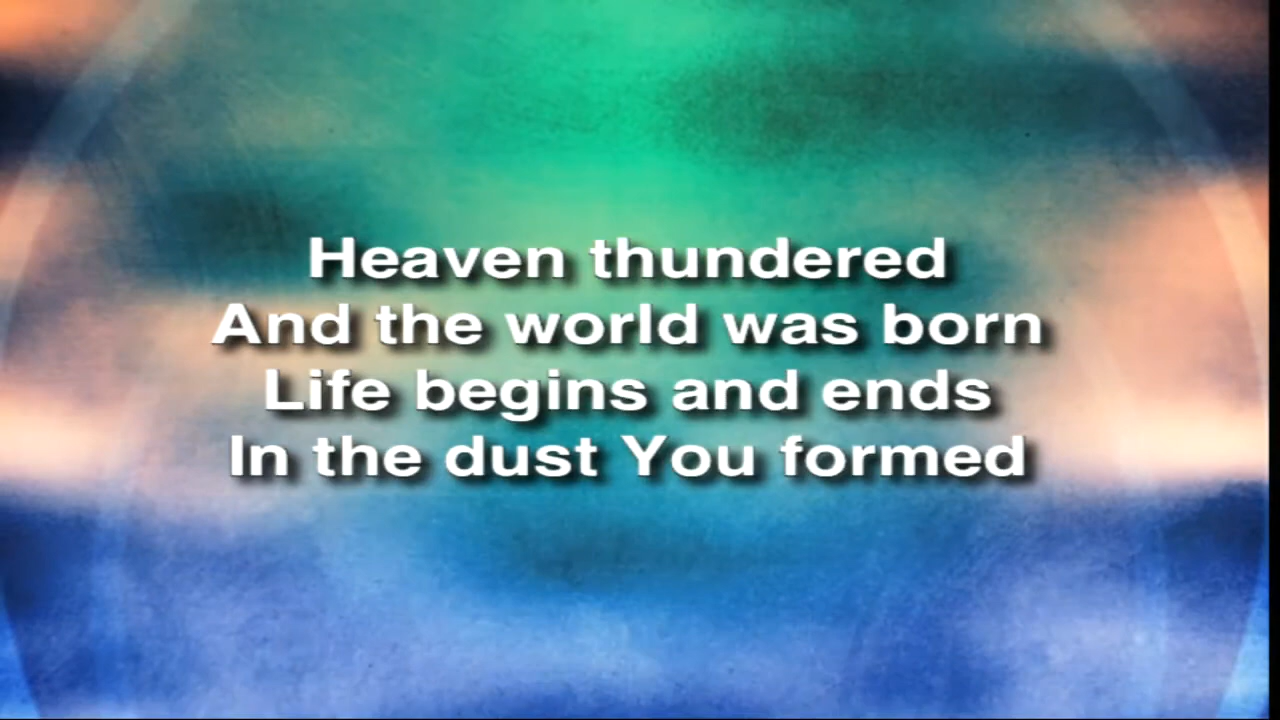 Heaven thundered
And the world was born
Life begins and ends
In the dust You formed